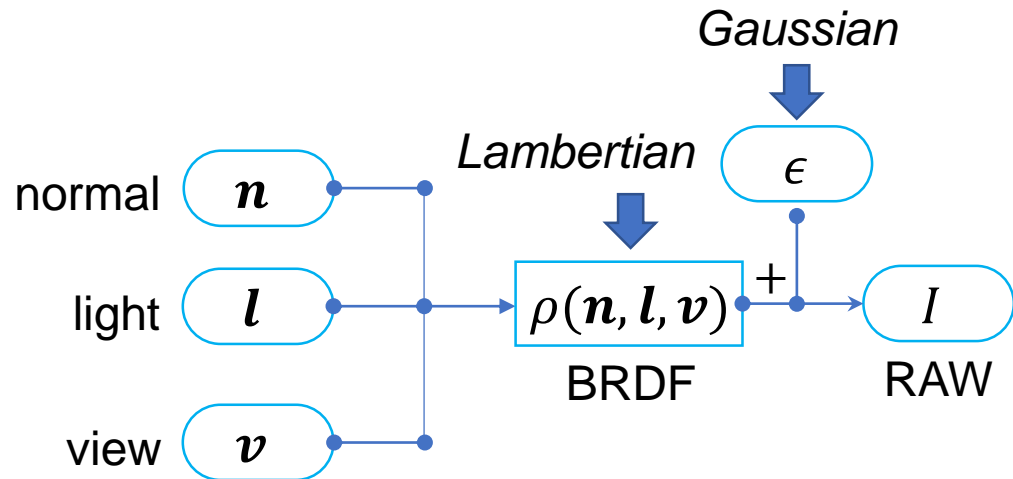 Gaussian
Lambertian
ϵ
normal
n
light
l
ρ(n, l, v)
+
I
BRDF
RAW
view
v